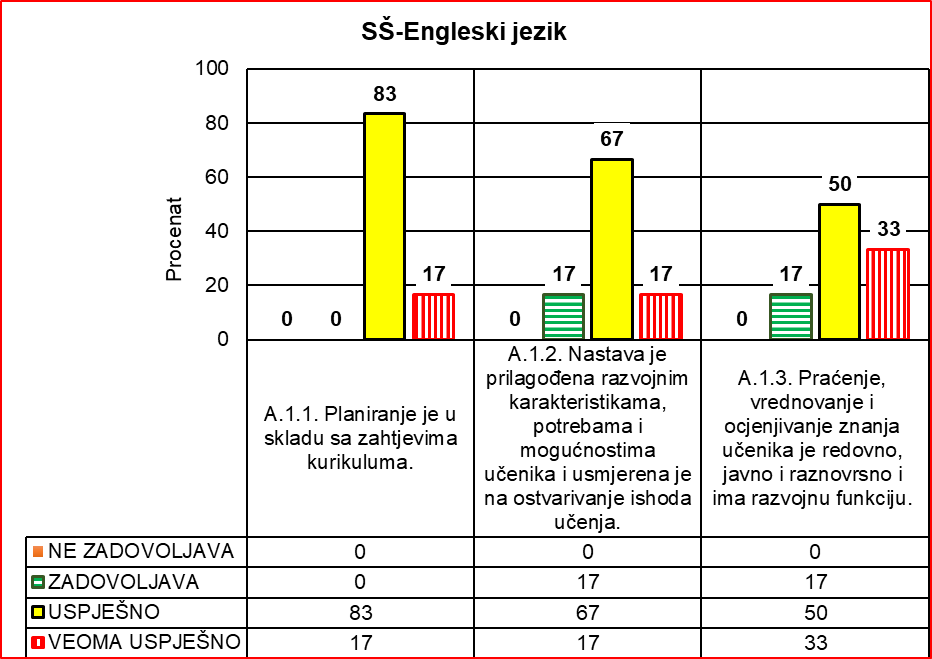 SŠ-Engleski jezik
Procenat
100
80
60
40
20
0
0
0
83
17
0
17
67
17
0
17
50
33
A.1.1. Planiranje je u
skladu sa zahtjevima
kurikuluma.
A.1.2. Nastava je
prilagođena razvojnim
karakteristikama,
potrebama i
mogućnostima
učenika i usmjerena je
na ostvarivanje ishoda
učenja.
A.1.3. Praćenje,
vrednovanje i
ocjenjivanje znanja
učenika je redovno,
javno i raznovrsno i
ima razvojnu funkciju.
NE ZADOVOLJAVA 0 0 0
ZADOVOLJAVA 0 17 17
USPJEŠNO 83 67 50
VEOMA USPJEŠNO 17 17 33